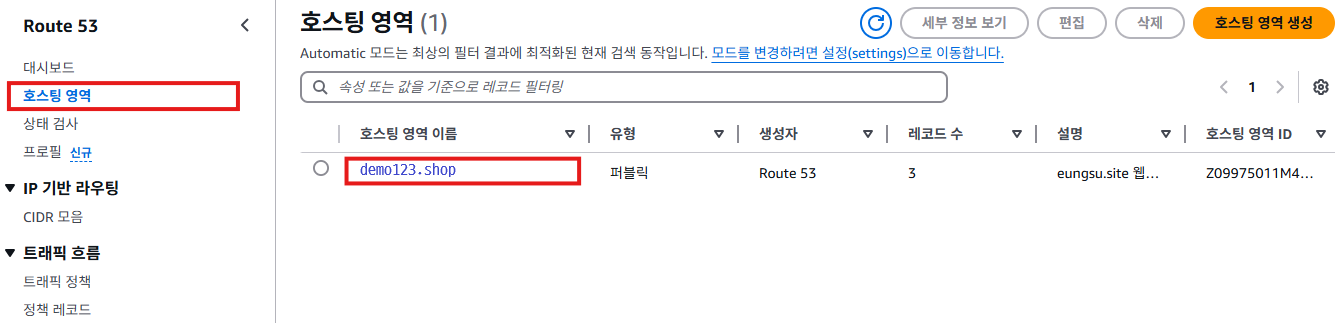 Route 53
대시보드
호스팅 영역
상태 검사
프로필 신규
IP 기반 라우팅
CIDR 모음
트래픽 흐름
트래픽 정책
정책 레코드
호스팅 영역 (1)
세부 정보 보기 편집 삭제 호스팅 영역 생성
Automatic 모드는 최상의 필터 결과에 최적화된 현재 검색 동작입니다. 모드를 변경하려면 설정(settings)으로 이동합니다.
속성 또는 값을 기준으로 레코드 필터링
1
호스팅 영역 이름 유형 생성자 레코드 수 설명 호스팅 영역 ID
demo123.shop 퍼블릭 Route 53 3 eungsu.site 웹... Z09975011M4...